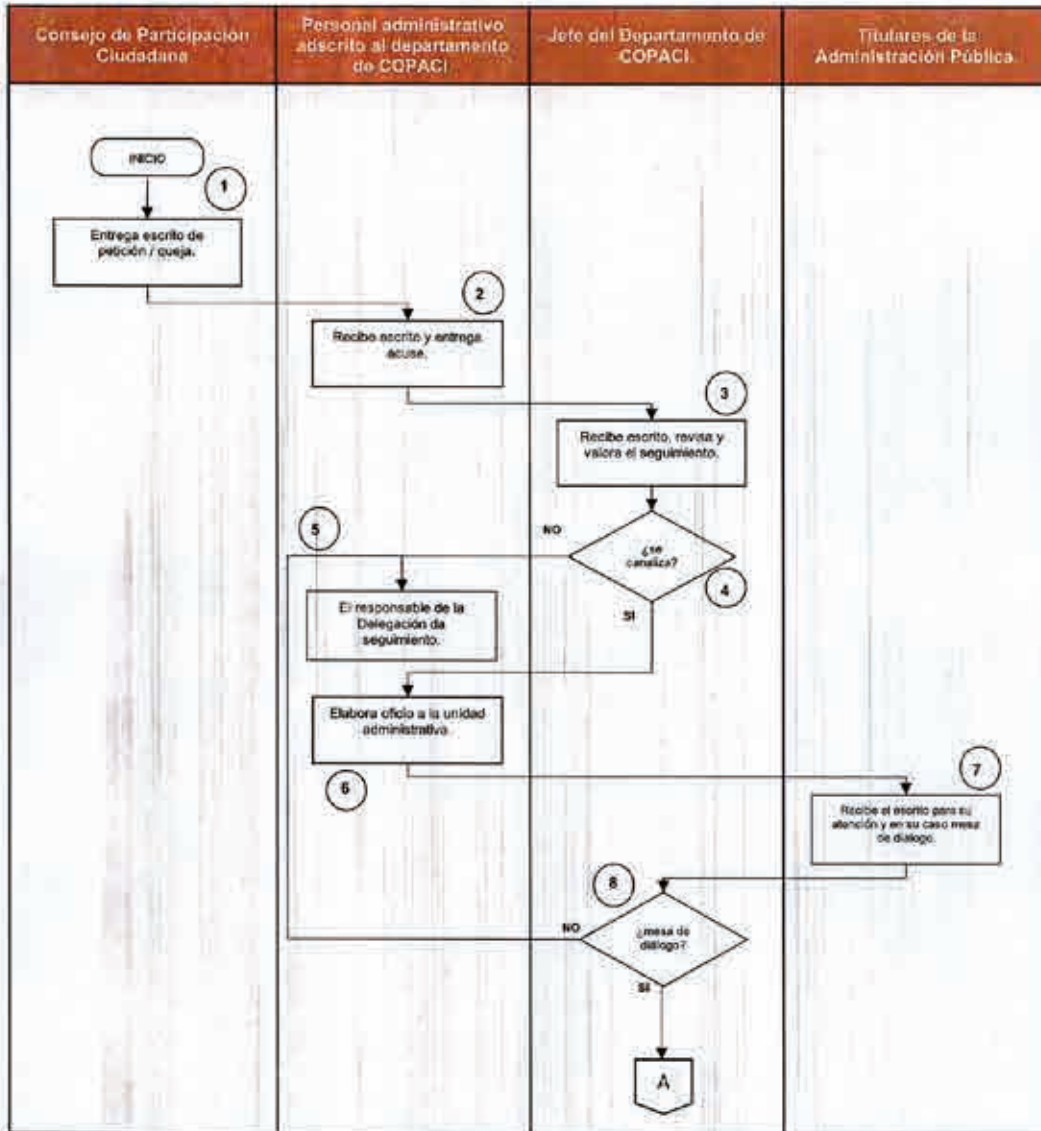 Consejo de Participación
Ciudadana
Personal administrativo
adscrito al departamento
de COPACI.
Jefe del Departamento de
COPACI.
Titulares de la
Administración Pública.
INICIO
1
Entrega escrito de
petición / queja.
2
Recibe escrito y entrega
acuse.
3
Recibe escrito, revisa y
valora el seguimiento.
5
NO
¿se
canaliza?
4
SI
El responsable de la
Delegación da
seguimiento.
Elabora oficio a la unidad
administrativa.
6
7
Recibe el escrito para su
atención y en su caso mesa
de dialogo.
8
NO
¿mesa de
diálogo?
SI
A